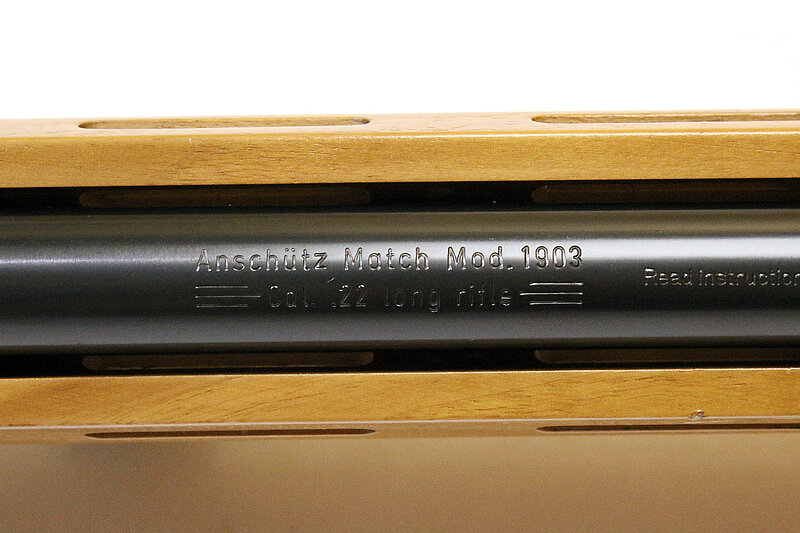 Anschütz Match Mod. 1903
Cal. .22 long rifle
Read instruction